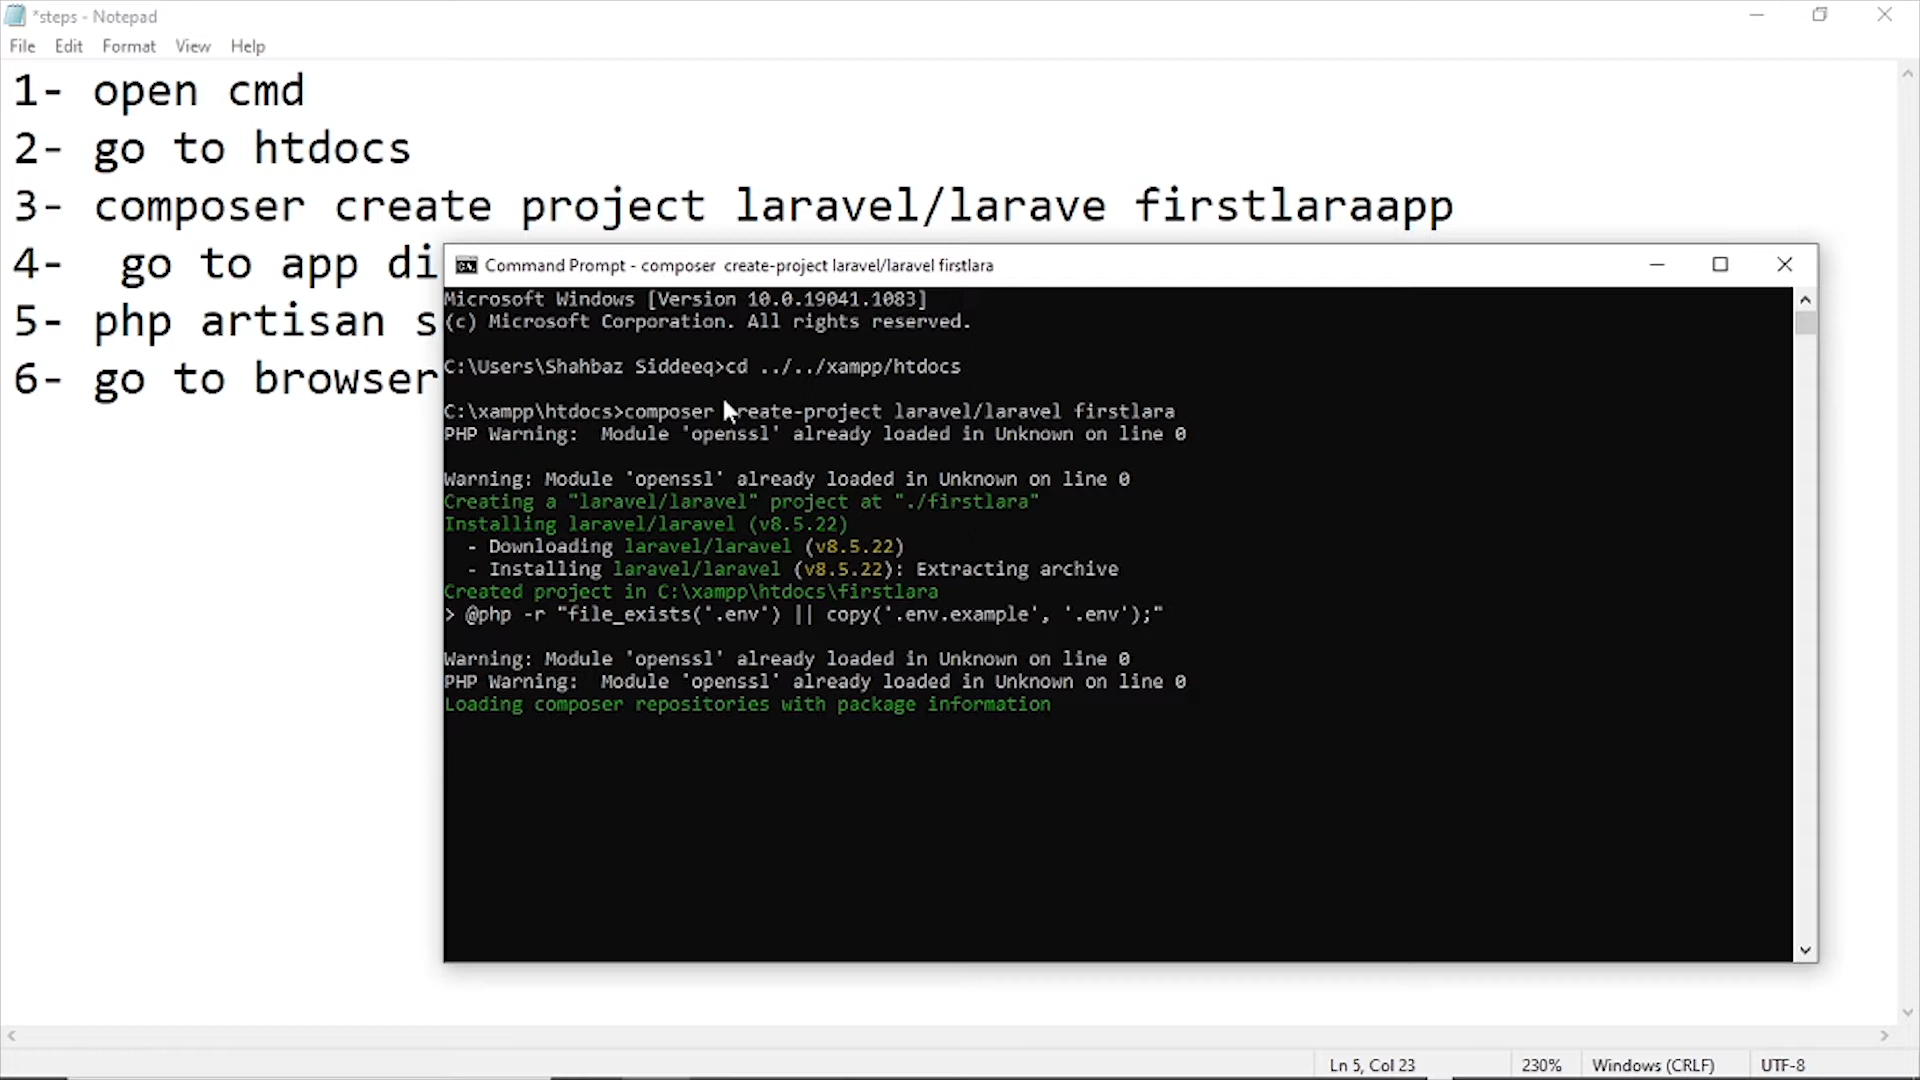 *steps - Notepad
File Edit Format View Help
1- open cmd
2- go to htdocs
3- composer create project laravel/larave firstlaraapp
4-  go to app di
5- php artisan s
6- go to browser
Command Prompt - composer  create-project laravel/laravel firstlara
Microsoft Windows [Version 10.0.19041.1083]
(c) Microsoft Corporation. All rights reserved.
C:\Users\Shahbaz Siddeeq>cd ../../xampp/htdocs
C:\xampp\htdocs>composer create-project laravel/laravel firstlara
PHP Warning:  Module 'openssl' already loaded in Unknown on line 0
Warning: Module 'openssl' already loaded in Unknown on line 0
Creating a "laravel/laravel" project at "./firstlara"
Installing laravel/laravel (v8.5.22)
  - Downloading laravel/laravel (v8.5.22)
  - Installing laravel/laravel (v8.5.22): Extracting archive
Created project in C:\xampp\htdocs\firstlara
> @php -r "file_exists('.env') || copy('.env.example', '.env');"
Warning: Module 'openssl' already loaded in Unknown on line 0
PHP Warning:  Module 'openssl' already loaded in Unknown on line 0
Loading composer repositories with package information
Ln 5, Col 23 230% Windows (CRLF) UTF-8